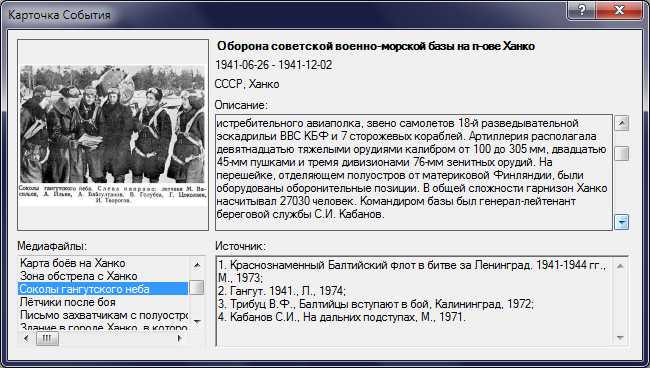 Карточка События
Оборона советской военно-морской базы на п-ове Ханко
1941-06-26 - 1941-12-02
СССР, Ханко
Описание:
истребительного авиаполка, звено самолетов 18-й разведывательной
эскадрильи ВВС КБФ и 7 сторожевых кораблей. Артиллерия располагала
девятнадцатью тяжелыми орудиями калибром от 100 до 305 мм, двадцатью
45-мм пушками и тремя дивизионами 76-мм зенитных орудий. На
перешейке, отделяющем полуостров от материковой Финляндии, были
оборудованы оборонительные позиции. В общей сложности гарнизон Ханко
насчитывал 27030 человек. Командиром базы был генерал-лейтенант
береговой службы С.И. Кабанов.
Соколы гангутского неба. Слева направо: летчики М. Ва-
сильев, А. Ильин, А. Байсултанов, В. Голубев, Г. Цоколаев,
И. Творогов.
Медиафайлы:
Карта боёв на Ханко
Зона обстрела с Ханко
Соколы гангутского неба
Лётчики после боя
Письмо захватчикам с полуостро
Здание в городе Ханко, в которо
Источник:
1. Краснознаменный Балтийский флот в битве за Ленинград. 1941-1944 гг.,
М., 1973;
2. Гангут. 1941., Л., 1974;
3. Трибуц В.Ф., Балтийцы вступают в бой, Калининград, 1972;
4. Кабанов С.И., На дальних подступах, М., 1971.